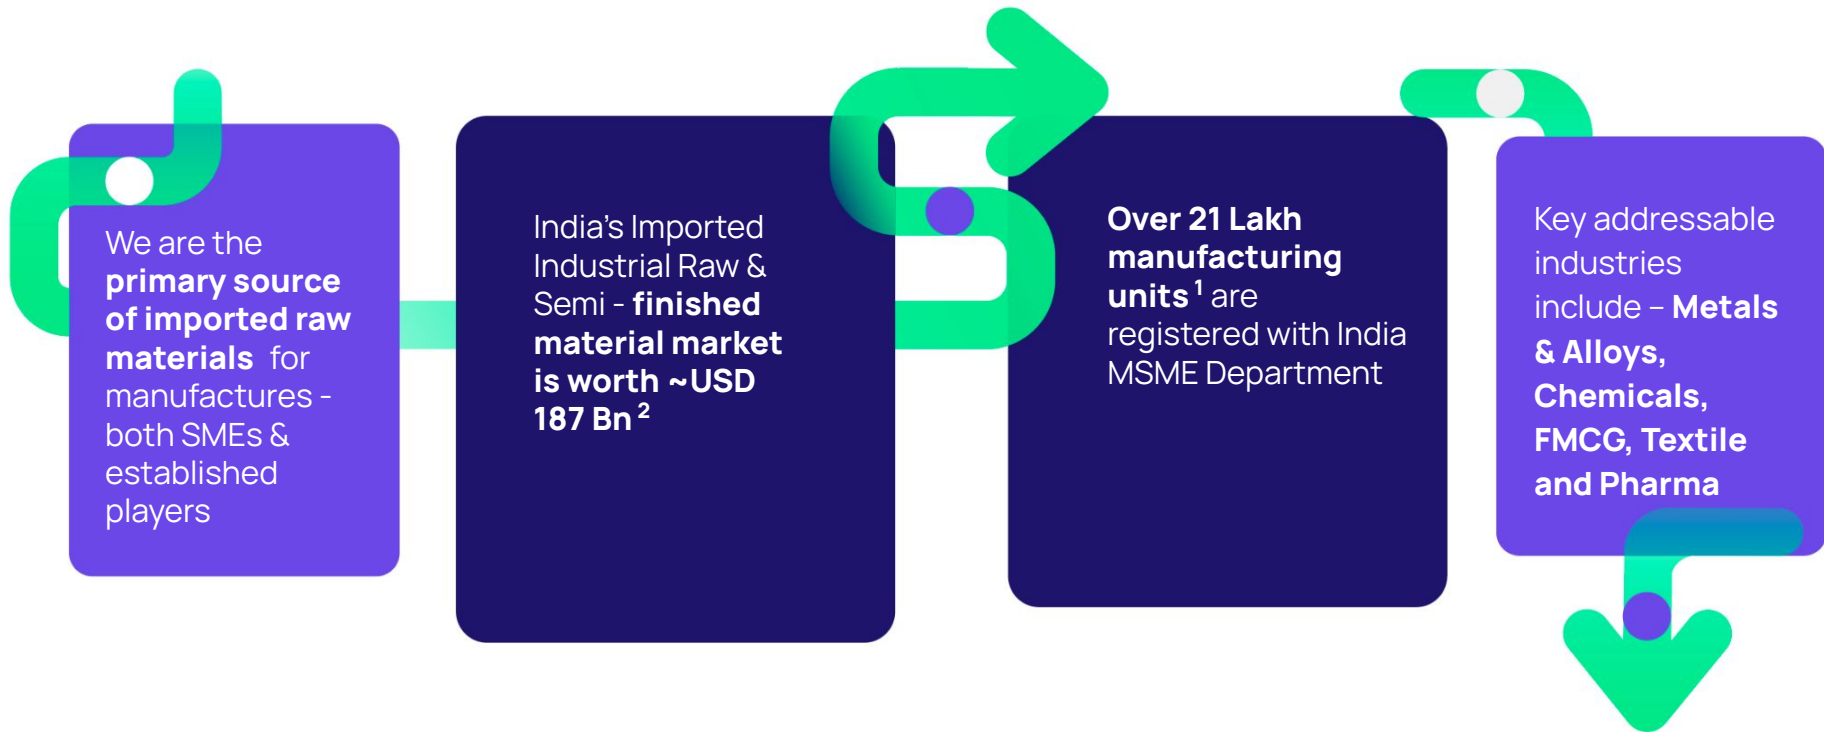 We are the
primary source
of imported raw
materials for
manufactures -
both SMEs &
established
players
India's Imported
Industrial Raw &
Semi - finished
material market
is worth ~USD
187 Bn 2
Over 21 Lakh
manufacturing
units 1 are
registered with India
MSME Department
Key addressable
industries
include – Metals
& Alloys,
Chemicals,
FMCG, Textile
and Pharma